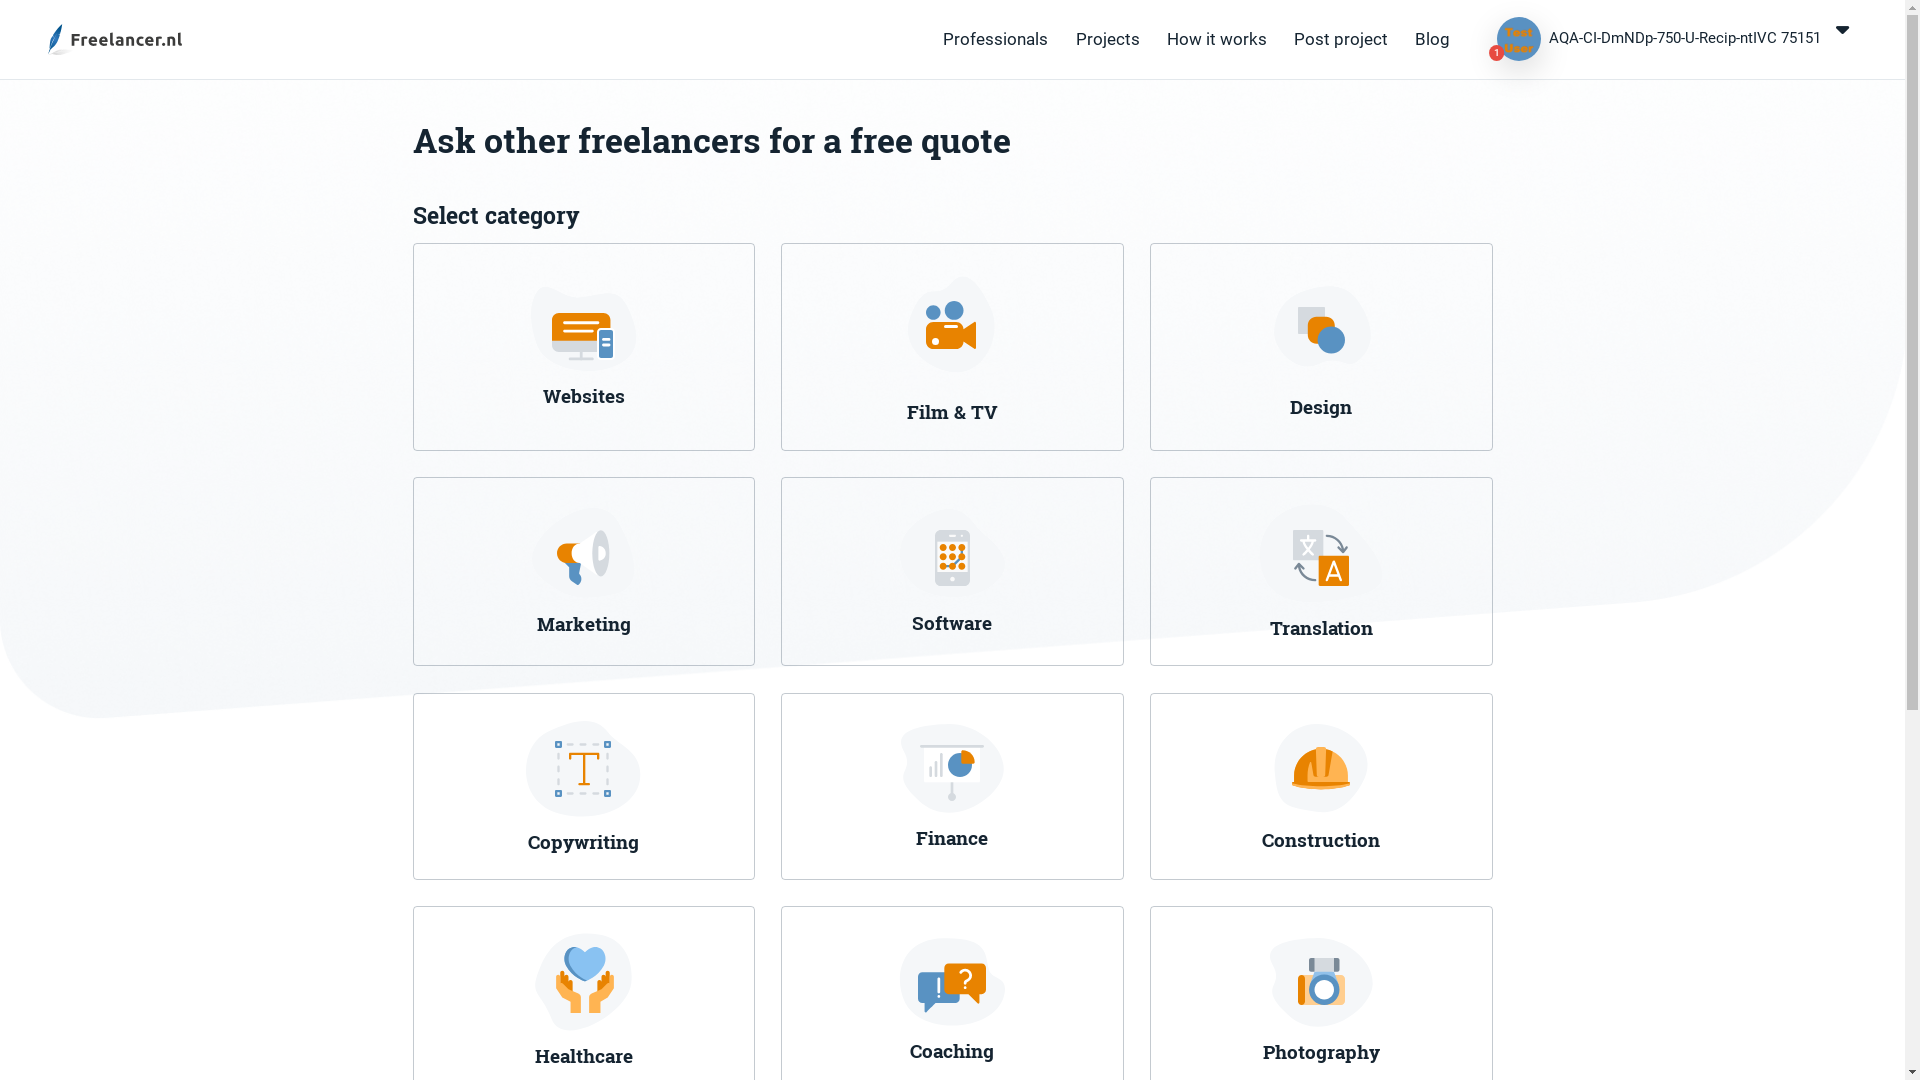 Freelancer.nl
Professionals
Projects
How it works
Post project
Blog
Test
User
1
AQA-CI-DmNDp-750-U-Recip-ntIVC 75151
Ask other freelancers for a free quote
Select category
Websites
Film & TV
Design
Marketing
Software
文
A
Translation
T
Copywriting
Finance
Construction
!
?
Healthcare
Coaching
Photography